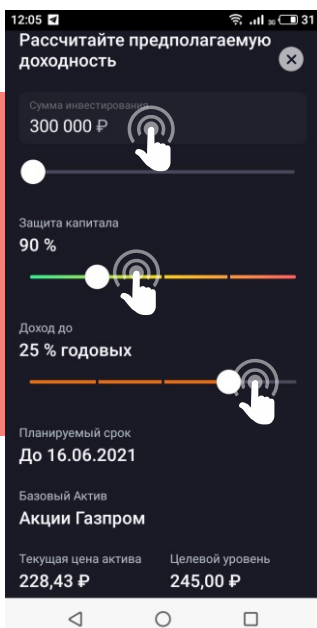 12:05 31
Рассчитайте предполагаемую
доходность
Сумма инвестирования
300 000 ₽
Защита капитала
90 %
Доход до
25 % годовых
Планируемый срок
До 16.06.2021
Базовый Актив
Акции Газпром
Текущая цена актива Целевой уровень
228,43 ₽ 245,00 ₽